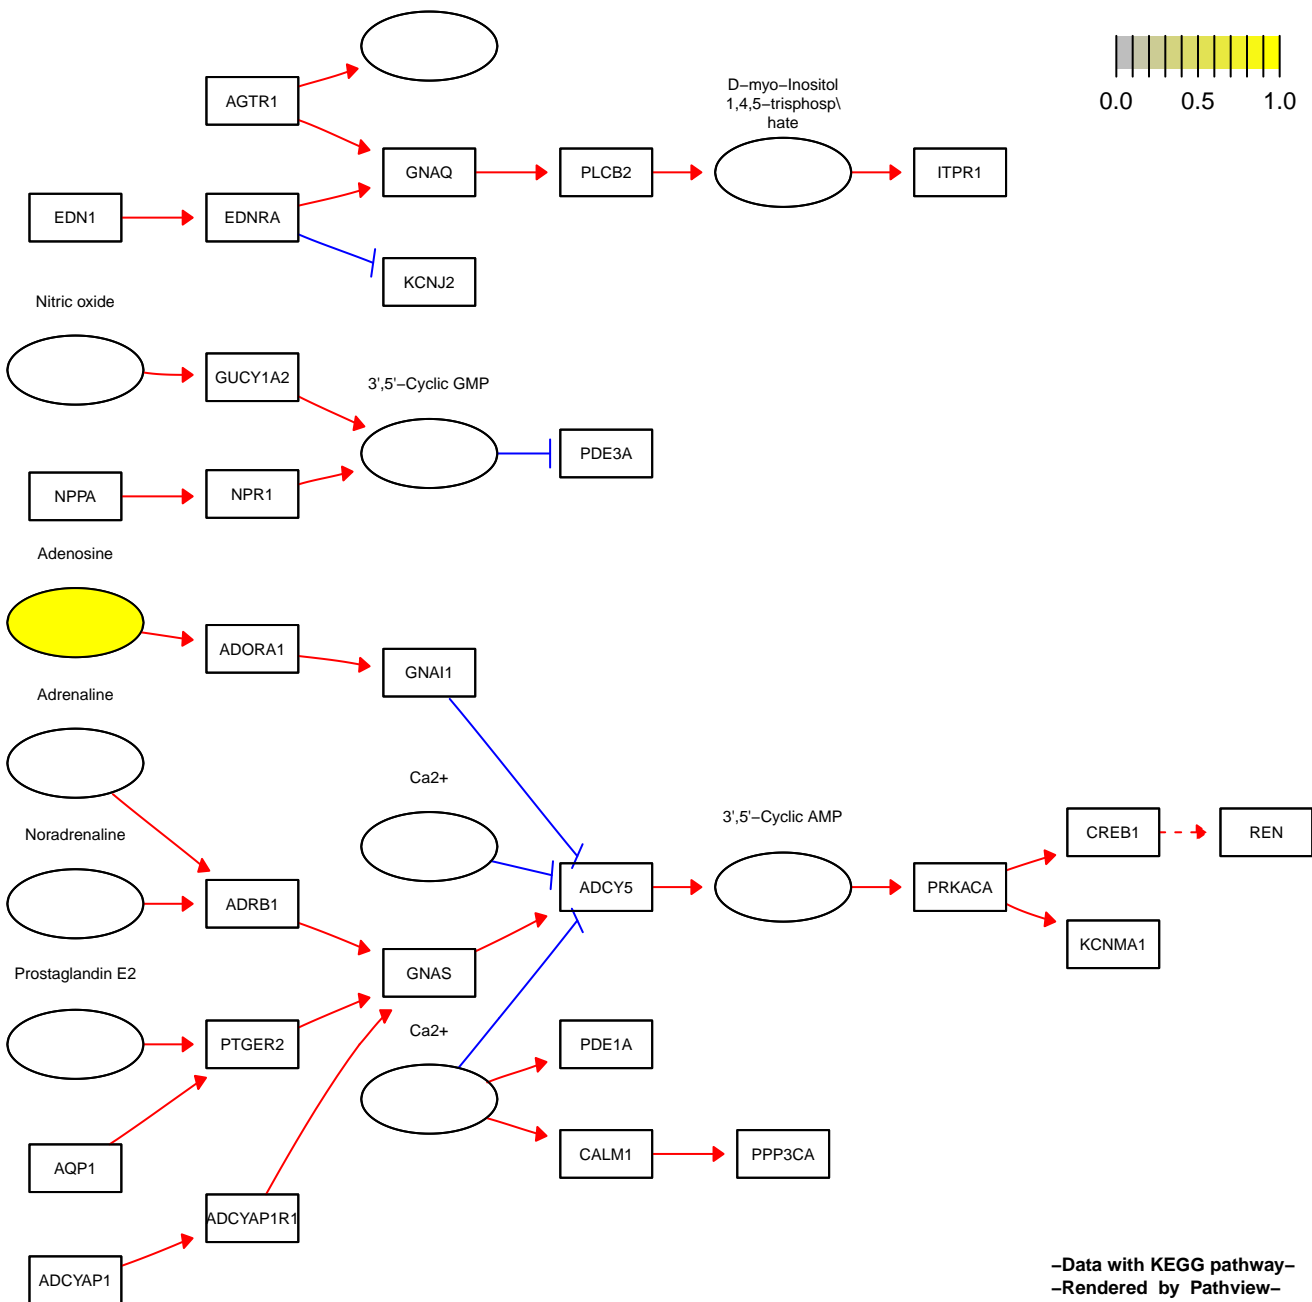 0.0 0.5 1.0
AGTR1
D−myo−Inositol
1,4,5−trisphosp\
hate
GNAQ
PLCB2
ITPR1
EDN1
EDNRA
KCNJ2
Nitric oxide
GUCY1A2
3',5'−Cyclic GMP
PDE3A
NPPA
NPR1
Adenosine
ADORA1
GNAI1
Adrenaline
Ca2+
3',5'−Cyclic AMP
CREB1
REN
Noradrenaline
ADRB1
ADCY5
PRKACA
KCNMA1
GNAS
Prostaglandin E2
PTGER2
Ca2+
PDE1A
AQP1
CALM1
PPP3CA
ADCYAP1R1
ADCYAP1
−Data with KEGG pathway−
−Rendered by Pathview−